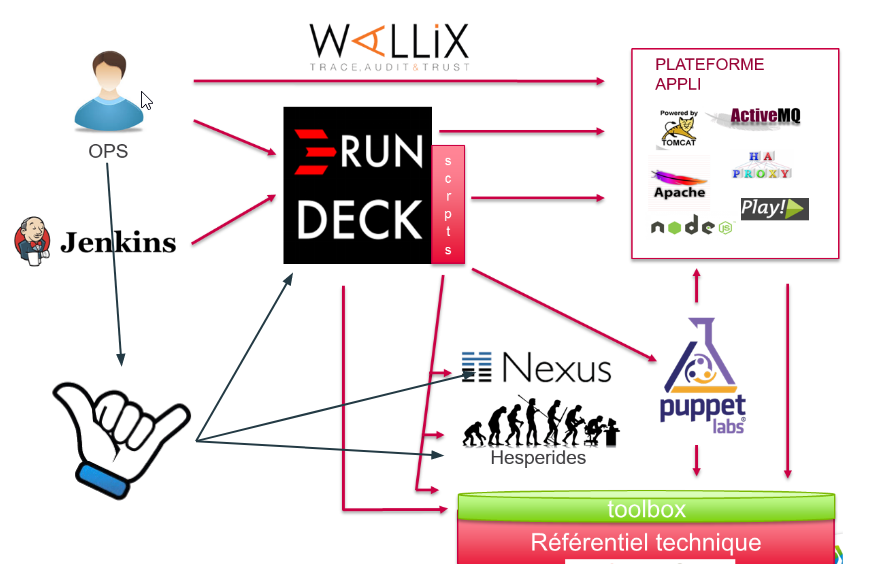 WALLiX
TRACE, AUDIT & TRUST
PLATEFORME
APPLI
Powered by
TOMCAT
ActiveMQ
HA
PROXY
Apache
Play!
node
JS
OPS
RUN
DECK
scrpts
Jenkins
Nexus
Hesperides
puppet
labs
toolbox
Référentiel technique